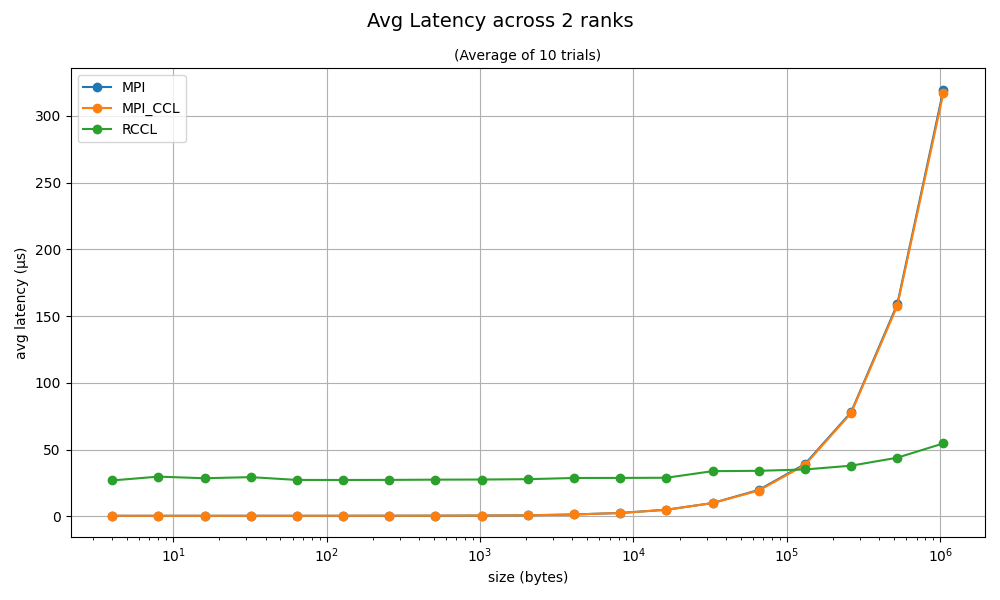 Avg Latency across 2 ranks
(Average of 10 trials)
MPI
MPI_CCL
RCCL
300
250
200
150
100
50
0
avg latency (µs)
10¹ 10² 10³ 10⁴ 10⁵ 10⁶
size (bytes)